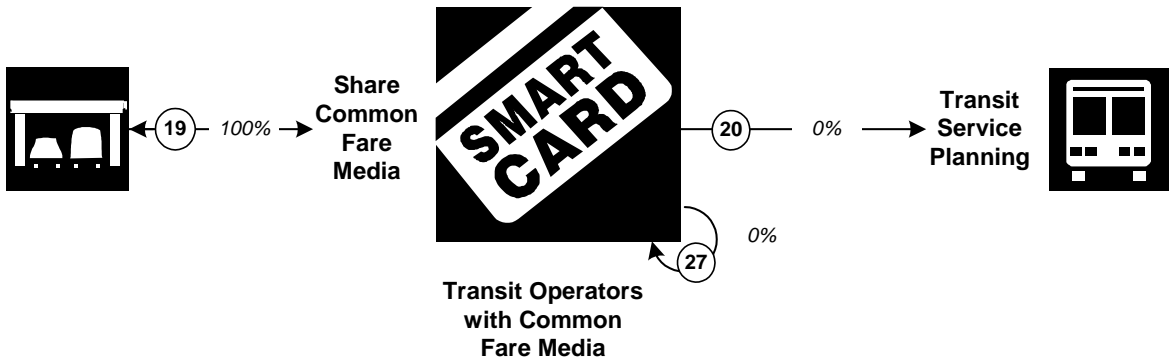 19
100%
Share
Common
Fare
Media
SMART
CARD
20
0%
Transit
Service
Planning
27
0%
Transit Operators
with Common
Fare Media